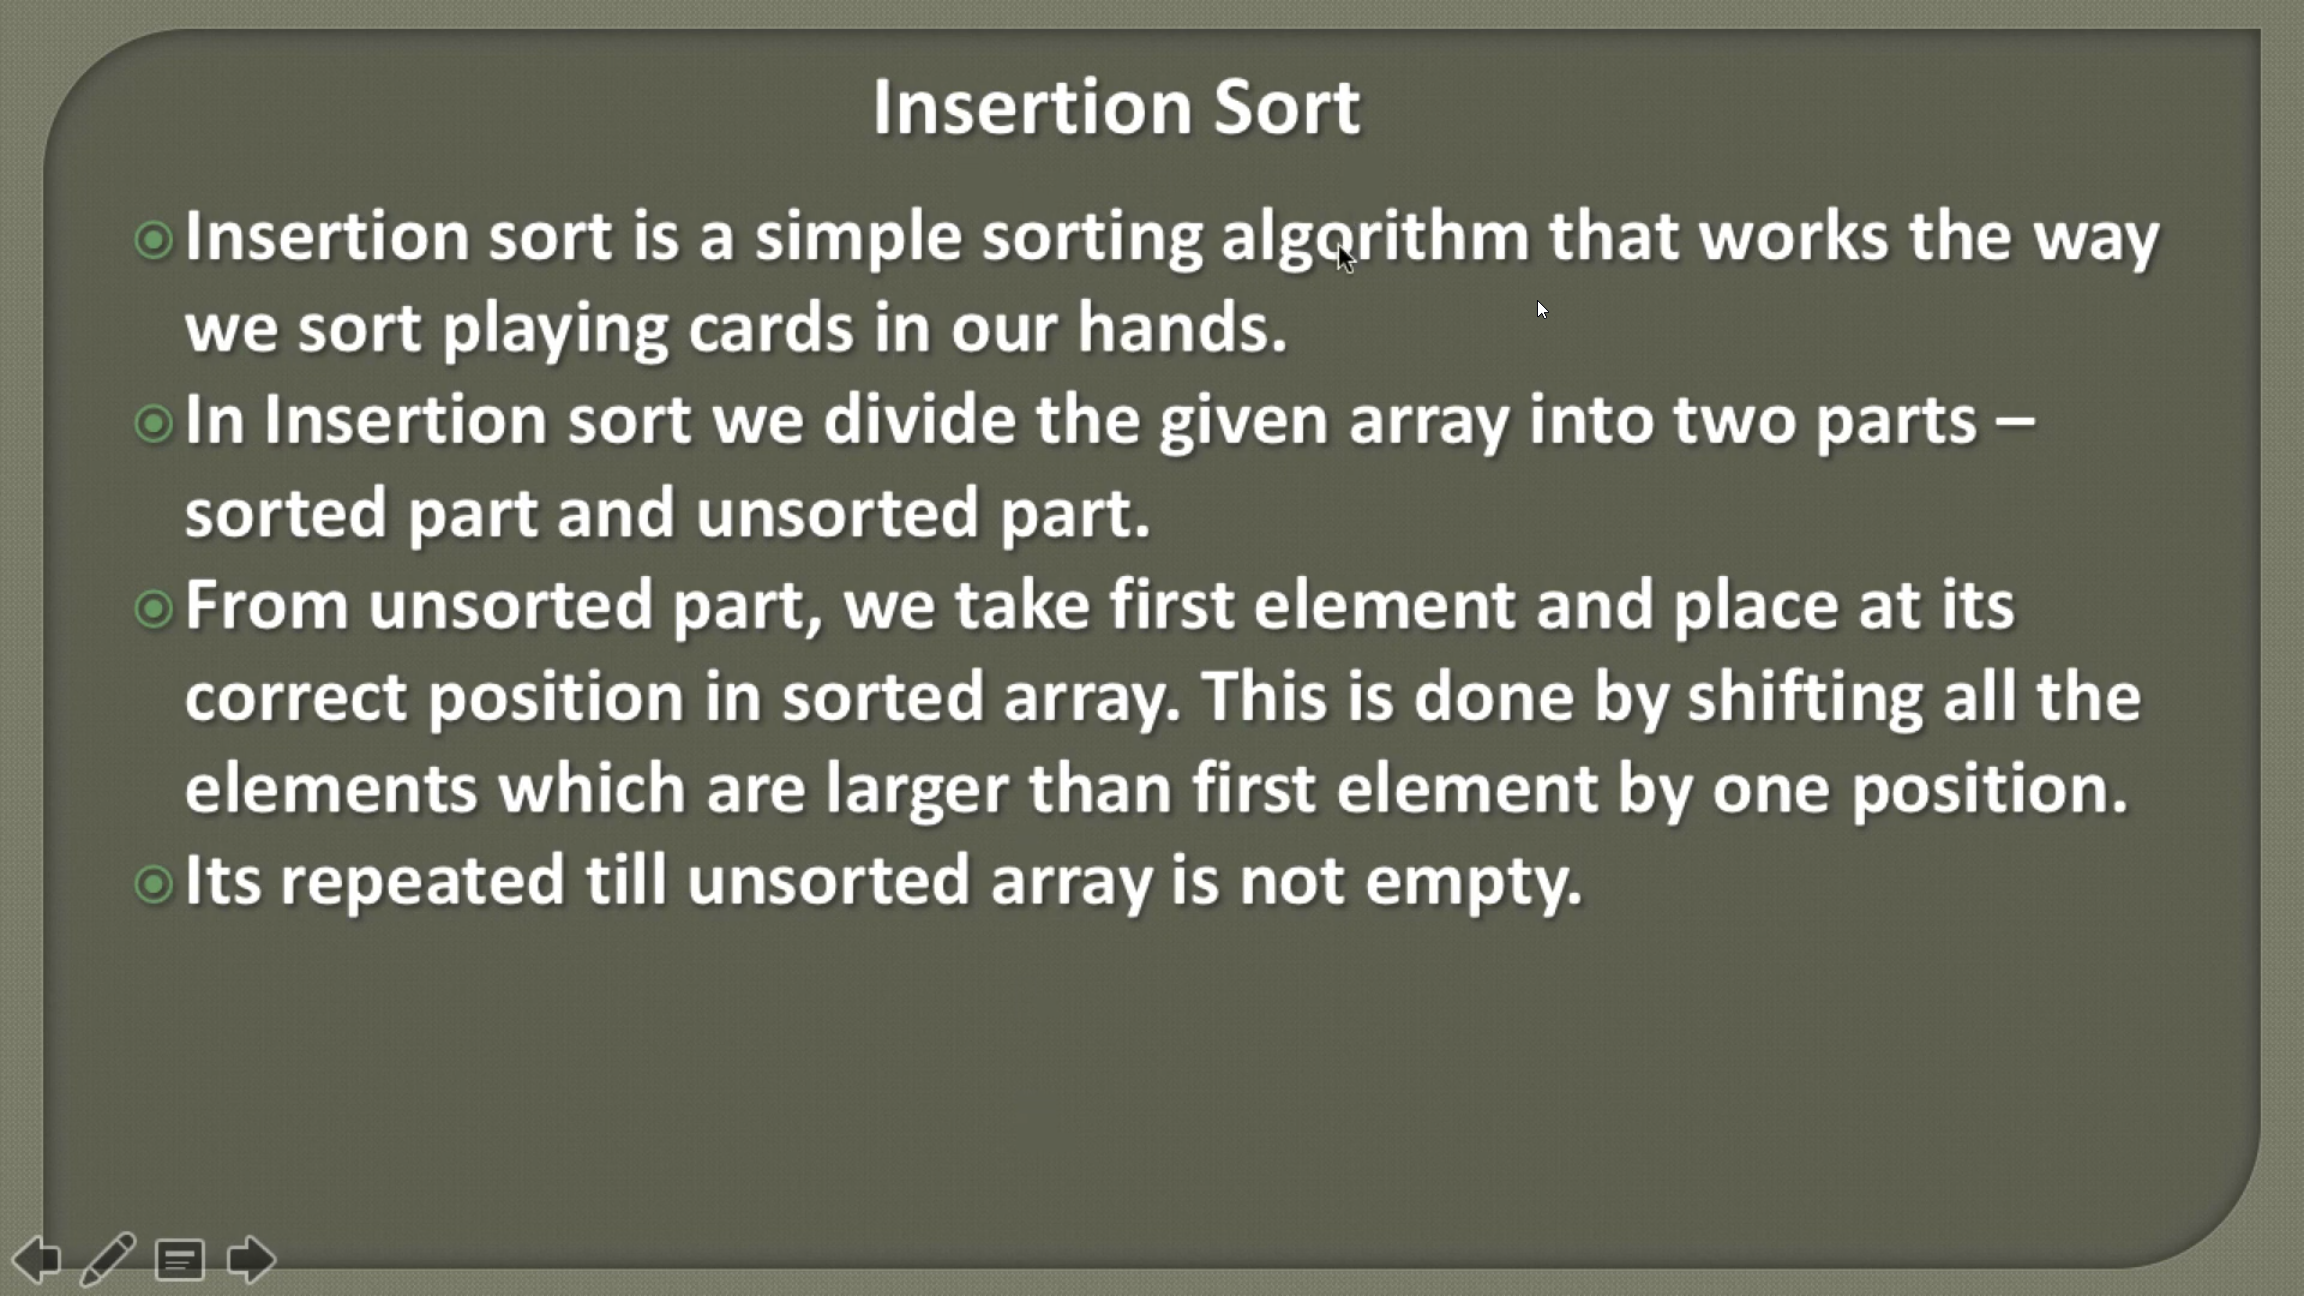 Insertion Sort
Insertion sort is a simple sorting algorithm that works the way
we sort playing cards in our hands.
In Insertion sort we divide the given array into two parts –
sorted part and unsorted part.
From unsorted part, we take first element and place at its
correct position in sorted array. This is done by shifting all the
elements which are larger than first element by one position.
Its repeated till unsorted array is not empty.